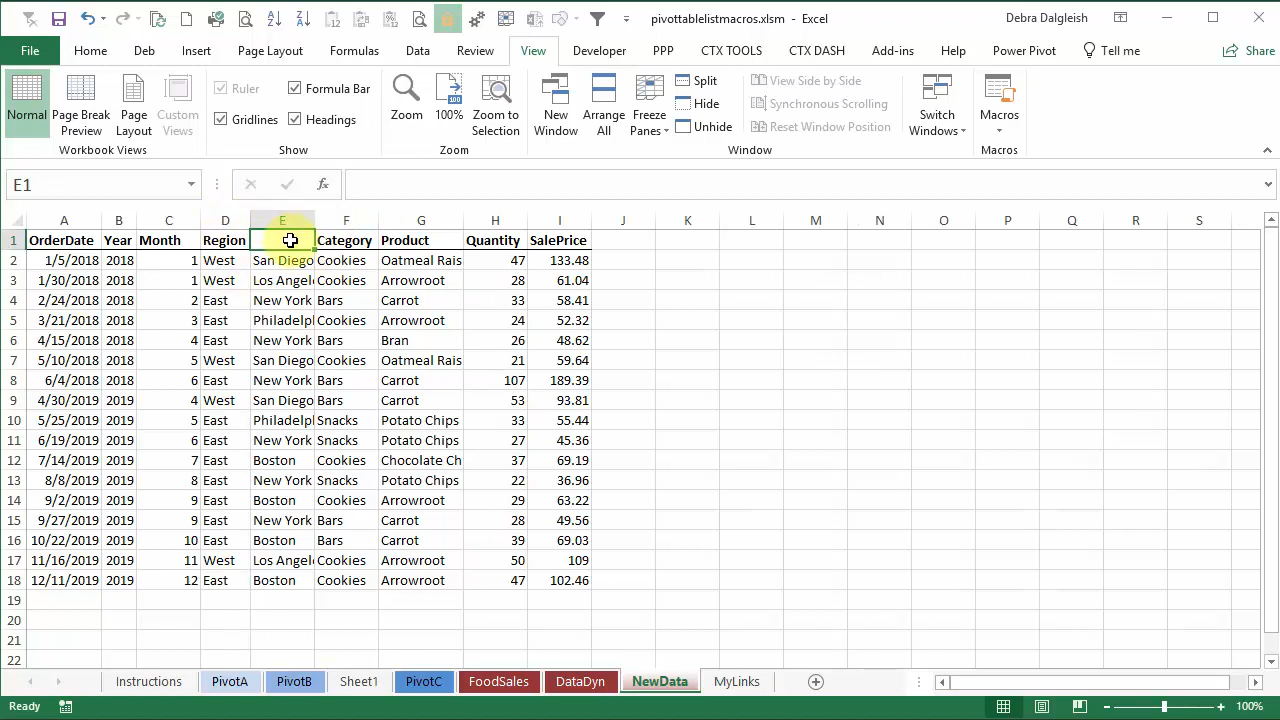 pivottablelistmacros.xlsm - Excel
Debra Dalgleish
File Home Deb Insert Page Layout Formulas Data Review View Developer PPP CTX TOOLS CTX DASH Add-ins Help Power Pivot Tell me Share
Normal
Page Break Preview
Page Layout
Custom Views
Workbook Views
Ruler
Formula Bar
Gridlines
Headings
Show
Zoom
100%
Zoom to Selection
Zoom
New Window
Arrange All
Freeze Panes
Split
Hide
Unhide
View Side by Side
Synchronous Scrolling
Reset Window Position
Switch Windows
Window
Macros
Macros
E1
A B C D E F G H I J K L M N O P Q R S
1 OrderDate Year Month Region Category Product Quantity SalePrice
2 1/5/2018 2018 1 West San Diego Cookies Oatmeal Rais 47 133.48
3 1/30/2018 2018 1 West Los Angele Cookies Arrowroot 28 61.04
4 2/24/2018 2018 2 East New York Bars Carrot 33 58.41
5 3/21/2018 2018 3 East Philadelpl Cookies Arrowroot 24 52.32
6 4/15/2018 2018 4 East New York Bars Bran 26 48.62
7 5/10/2018 2018 5 West San Diego Cookies Oatmeal Rais 21 59.64
8 6/4/2018 2018 6 East New York Bars Carrot 107 189.39
9 4/30/2019 2019 4 West San Diego Bars Carrot 53 93.81
10 5/25/2019 2019 5 East Philadelpl Snacks Potato Chips 33 55.44
11 6/19/2019 2019 6 East New York Snacks Potato Chips 27 45.36
12 7/14/2019 2019 7 East Boston Cookies Chocolate Ch 37 69.19
13 8/8/2019 2019 8 East New York Snacks Potato Chips 22 36.96
14 9/2/2019 2019 9 East Boston Cookies Arrowroot 29 63.22
15 9/27/2019 2019 9 East New York Bars Carrot 28 49.56
16 10/22/2019 2019 10 East Boston Bars Carrot 39 69.03
17 11/16/2019 2019 11 West Los Angele Cookies Arrowroot 50 109
18 12/11/2019 2019 12 East Boston Cookies Arrowroot 47 102.46
19
20
21
22
Instructions PivotA PivotB Sheet1 PivotC FoodSales DataDyn NewData MyLinks
Ready
100%